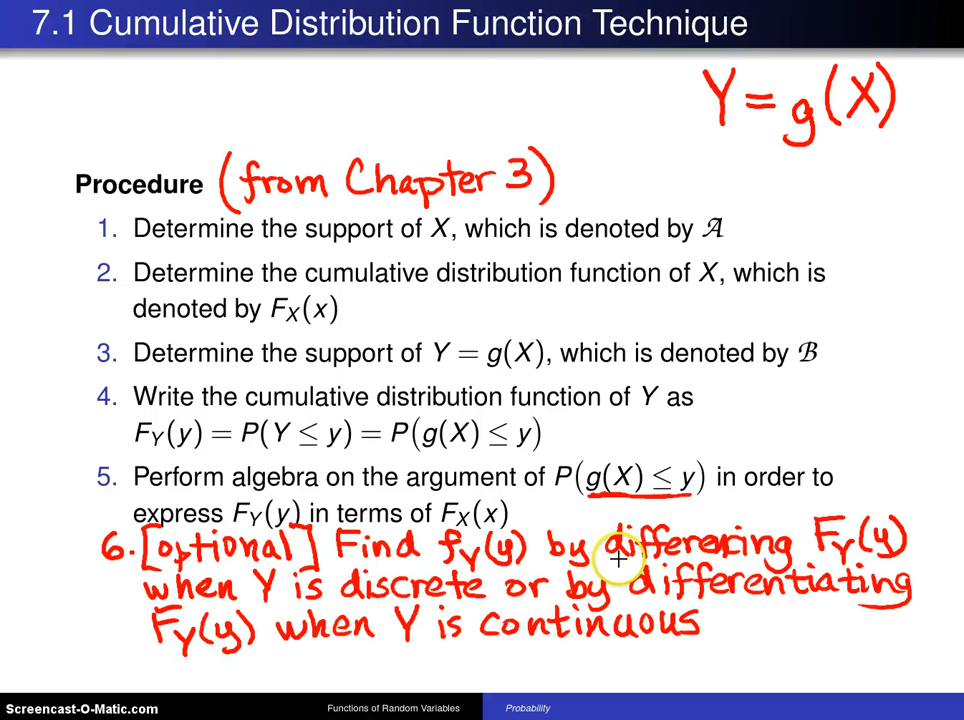 7.1 Cumulative Distribution Function Technique
Y = g(X)
Procedure (from Chapter 3)
1. Determine the support of X, which is denoted by 𝒜
2. Determine the cumulative distribution function of X, which is
denoted by F_X(x)
3. Determine the support of Y = g(X), which is denoted by ℬ
4. Write the cumulative distribution function of Y as
F_Y(y) = P(Y ≤ y) = P(g(X) ≤ y)
5. Perform algebra on the argument of P(g(X) ≤ y) in order to
express F_Y(y) in terms of F_X(x)
6. [optional] Find f_Y(y) by differencing F_Y(y)
when Y is discrete or by differentiating
F_Y(y) when Y is continuous
Screencast-O-Matic.com
Functions of Random Variables
Probability